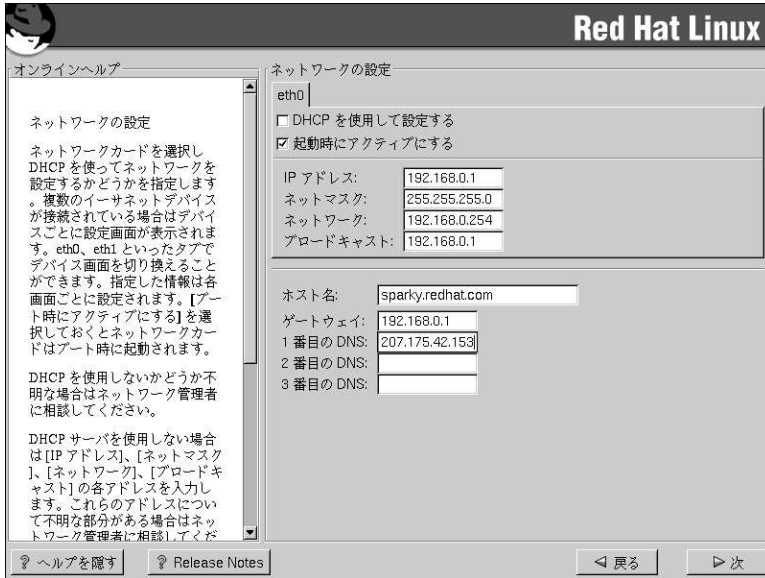 Red Hat Linux
オンラインヘルプ
ネットワークの設定
ネットワークカードを選択し
DHCP を使ってネットワークを
設定するかどうかを指定します
。複数のイーサネットデバイス
が接続されている場合はデバイ
スごとに設定画面が表示されま
す。eth0、eth1 といったタブで
デバイス画面を切り換えること
ができます。指定した情報は各
画面ごとに設定されます。[ブー
ト時にアクティブにする] を選
択しておくとネットワークカー
ドはブート時に起動されます。
DHCP を使用しないかどうか不
明な場合はネットワーク管理者
に相談してください。
DHCP サーバを使用しない場合
は [IP アドレス]、[ネットマスク
]、[ネットワーク]、[ブロードキ
ャスト] の各アドレスを入力し
ます。これらのアドレスについ
て不明な部分がある場合はネッ
トワーク管理者に相談してくだ
ネットワークの設定
eth0
DHCP を使用して設定する
起動時にアクティブにする
IP アドレス: 192.168.0.1
ネットマスク: 255.255.255.0
ネットワーク: 192.168.0.254
ブロードキャスト: 192.168.0.1
ホスト名: sparky.redhat.com
ゲートウェイ: 192.168.0.1
1 番目の DNS: 207.175.42.153
2 番目の DNS:
3 番目の DNS:
? ヘルプを隠す
? Release Notes
戻る
次